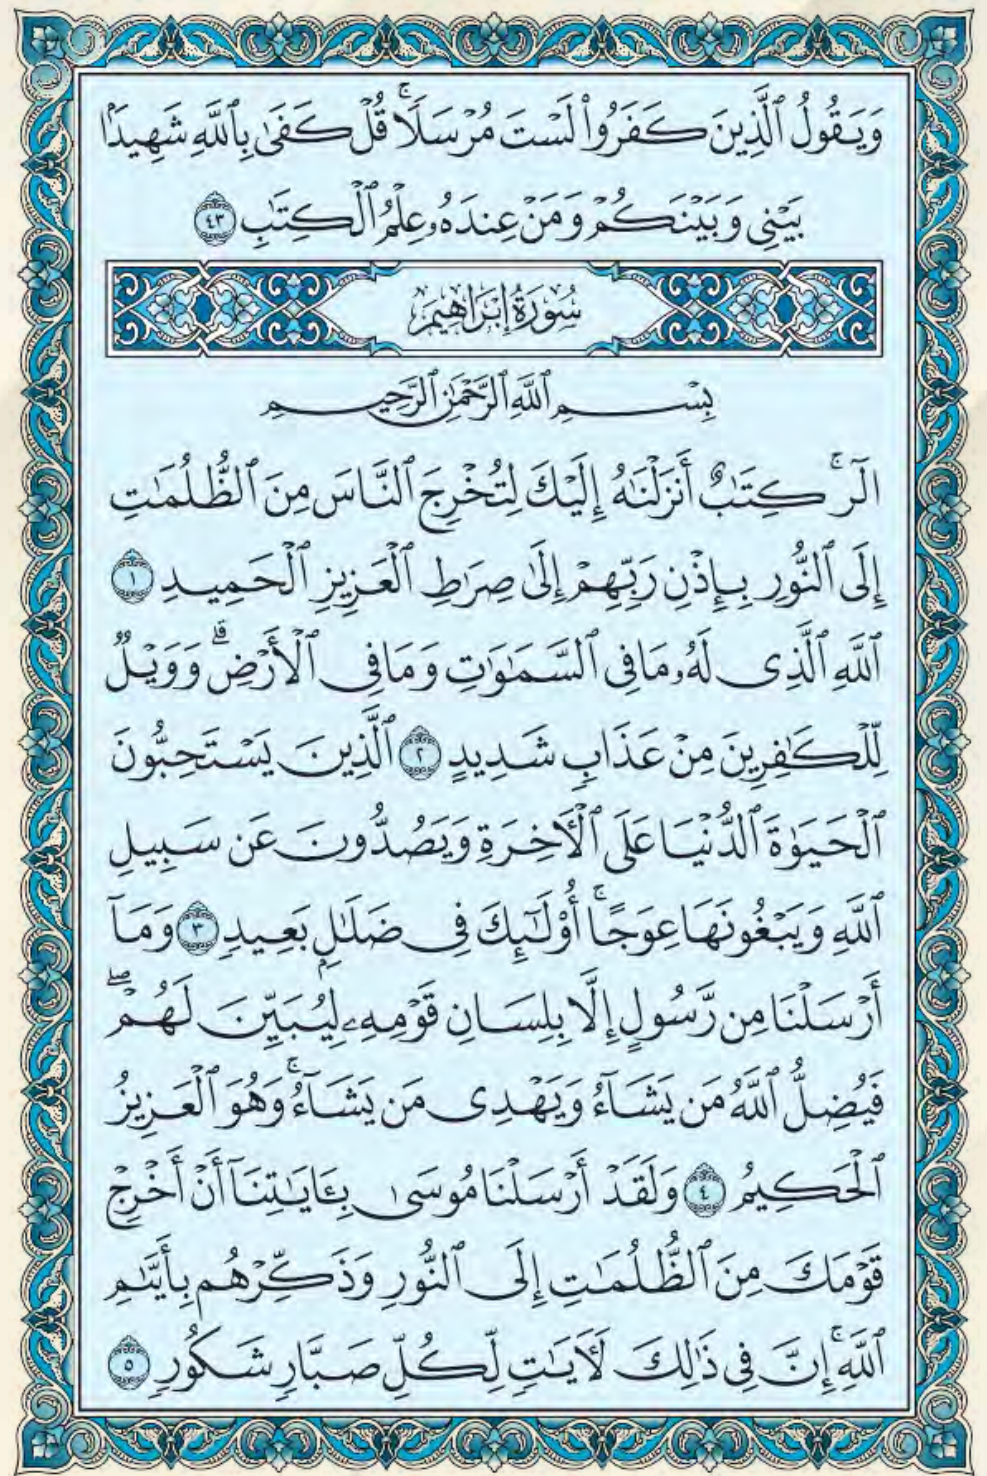 وَيَقُولُ ٱلَّذِينَ كَفَرُوا۟ لَسْتَ مُرْسَلًا ۚ قُلْ كَفَىٰ بِٱللَّهِ شَهِيدًۢا
بَيْنِى وَبَيْنَكُمْ وَمَنْ عِندَهُۥ عِلْمُ ٱلْكِتَٰبِ ٤٣
سُورَةُ إِبْرَاهِيمَ
بِسْمِ ٱللَّهِ ٱلرَّحْمَٰنِ ٱلرَّحِيمِ
الٓر ۚ كِتَٰبٌ أَنزَلْنَٰهُ إِلَيْكَ لِتُخْرِجَ ٱلنَّاسَ مِنَ ٱلظُّلُمَٰتِ
إِلَى ٱلنُّورِ بِإِذْنِ رَبِّهِمْ إِلَىٰ صِرَٰطِ ٱلْعَزِيزِ ٱلْحَمِيدِ ١
ٱللَّهِ ٱلَّذِى لَهُۥ مَا فِى ٱلسَّمَٰوَٰتِ وَمَا فِى ٱلْأَرْضِ ۗ وَوَيْلٌ
لِّلْكَٰفِرِينَ مِنْ عَذَابٍ شَدِيدٍ ٢ ٱلَّذِينَ يَسْتَحِبُّونَ
ٱلْحَيَوٰةَ ٱلدُّنْيَا عَلَى ٱلْـَٔاخِرَةِ وَيَصُدُّونَ عَن سَبِيلِ
ٱللَّهِ وَيَبْغُونَهَا عِوَجًا ۚ أُو۟لَٰٓئِكَ فِى ضَلَٰلٍۭ بَعِيدٍ ٣ وَمَآ
أَرْسَلْنَا مِن رَّسُولٍ إِلَّا بِلِسَانِ قَوْمِهِۦ لِيُبَيِّنَ لَهُمْ ۖ
فَيُضِلُّ ٱللَّهُ مَن يَشَآءُ وَيَهْدِى مَن يَشَآءُ ۚ وَهُوَ ٱلْعَزِيزُ
ٱلْحَكِيمُ ٤ وَلَقَدْ أَرْسَلْنَا مُوسَىٰ بِـَٔايَٰتِنَآ أَنْ أَخْرِجْ
قَوْمَكَ مِنَ ٱلظُّلُمَٰتِ إِلَى ٱلنُّورِ وَذَكِّرْهُم بِأَيَّىٰمِ
ٱللَّهِ ۚ إِنَّ فِى ذَٰلِكَ لَـَٔايَٰتٍ لِّكُلِّ صَبَّارٍ شَكُورٍ ٥